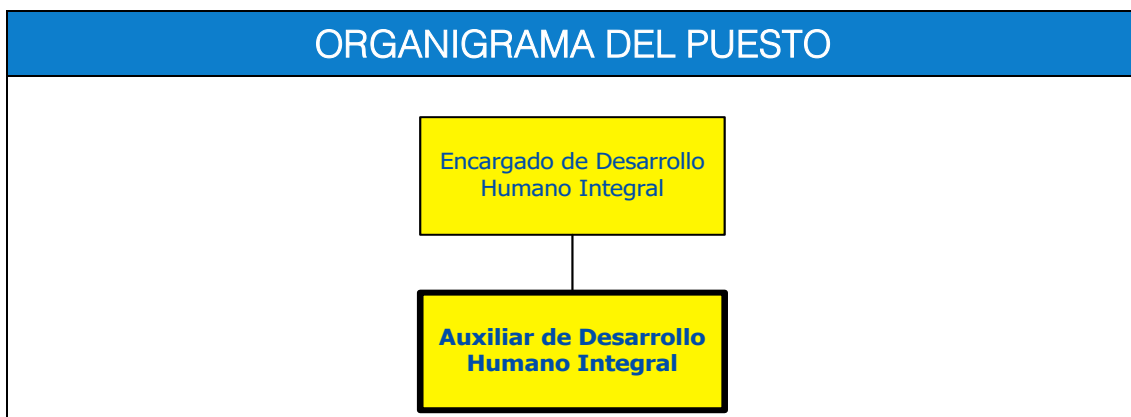 ORGANIGRAMA DEL PUESTO
Encargado de Desarrollo
Humano Integral
Auxiliar de Desarrollo
Humano Integral